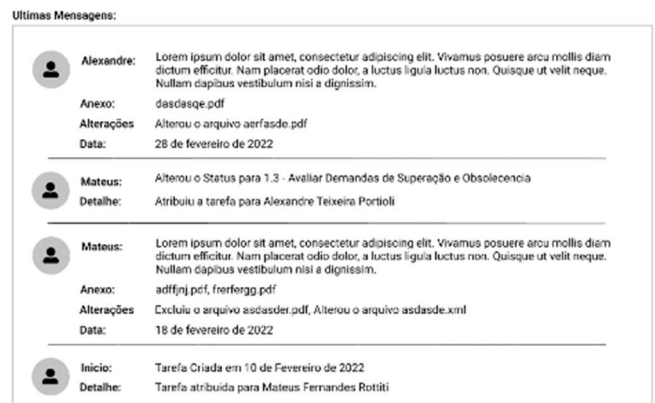 Ultimas Mensagens:
Alexandre: Lorem ipsum dolor sit amet, consectetur adipiscing elit. Vivamus posuere arcu mollis diam
dictum efficitur. Nam placerat odio dolor, a luctus ligula luctus non. Quisque ut velit neque.
Nullam dapibus vestibulum nisi a dignissim.
Anexo: dasdasqe.pdf
Alterações Alterou o arquivo aerfasde.pdf
Data: 28 de fevereiro de 2022
Mateus: Alterou o Status para 1.3 - Avaliar Demandas de Superação e Obsolecencia
Detalhe: Atribuiu a tarefa para Alexandre Teixeira Portioli
Mateus: Lorem ipsum dolor sit amet, consectetur adipiscing elit. Vivamus posuere arcu mollis diam
dictum efficitur. Nam placerat odio dolor, a luctus ligula luctus non. Quisque ut velit neque.
Nullam dapibus vestibulum nisi a dignissim.
Anexo: adffjnj.pdf, frerfergg.pdf
Alterações Excluiu o arquivo asdasder.pdf, Alterou o arquivo asdasde.xml
Data: 18 de fevereiro de 2022
Inicio: Tarefa Criada em 10 de Fevereiro de 2022
Detalhe: Tarefa atribuida para Mateus Fernandes Rottiti